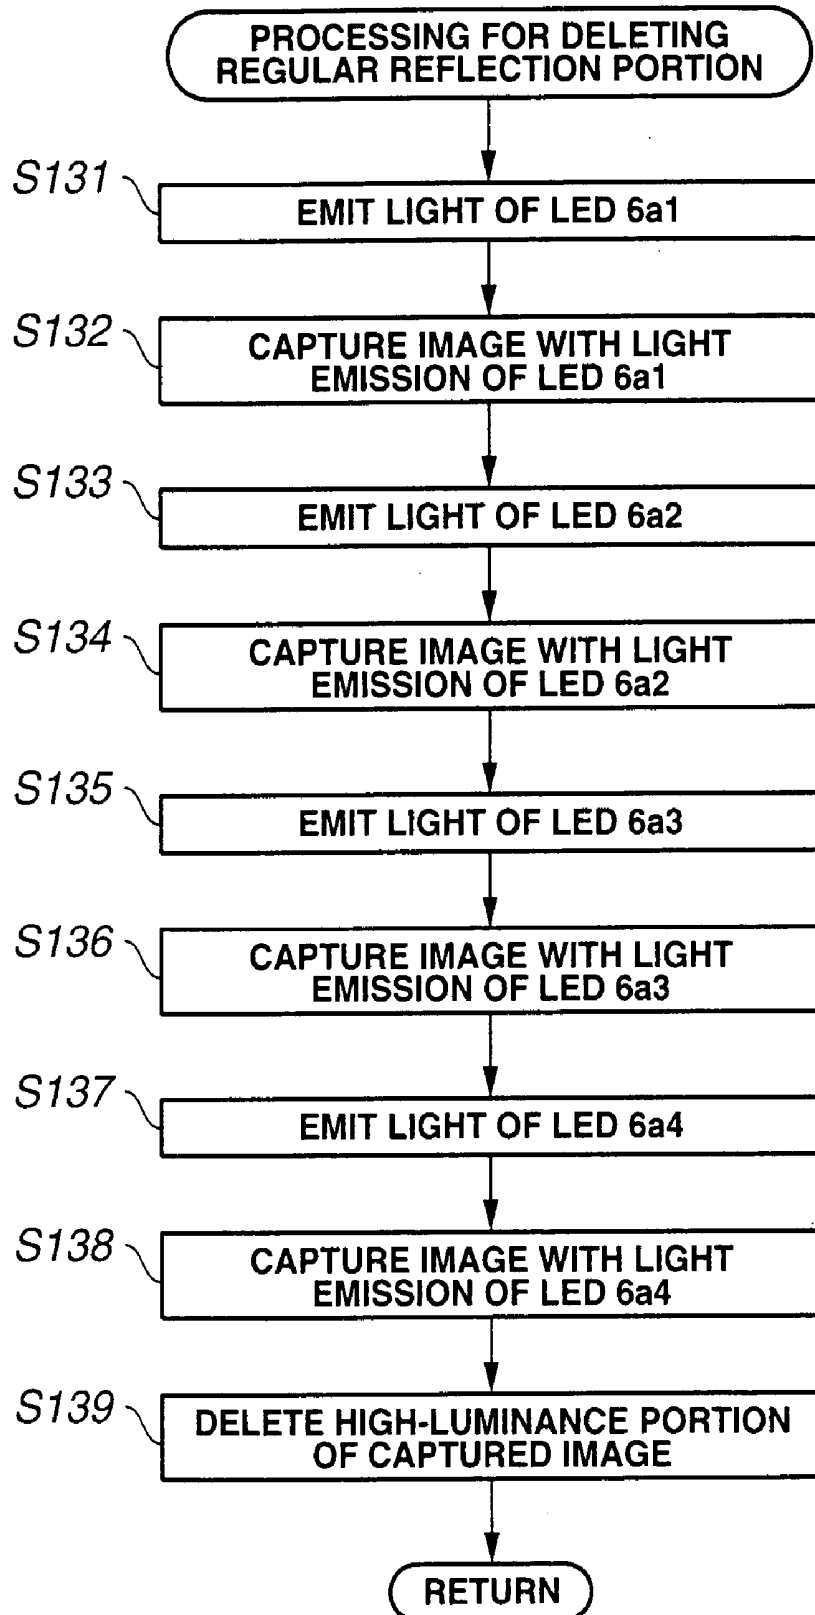 PROCESSING FOR DELETING
REGULAR REFLECTION PORTION
S131
EMIT LIGHT OF LED 6a1
S132
CAPTURE IMAGE WITH LIGHT
EMISSION OF LED 6a1
S133
EMIT LIGHT OF LED 6a2
S134
CAPTURE IMAGE WITH LIGHT
EMISSION OF LED 6a2
S135
EMIT LIGHT OF LED 6a3
S136
CAPTURE IMAGE WITH LIGHT
EMISSION OF LED 6a3
S137
EMIT LIGHT OF LED 6a4
S138
CAPTURE IMAGE WITH LIGHT
EMISSION OF LED 6a4
S139
DELETE HIGH-LUMINANCE PORTION
OF CAPTURED IMAGE
RETURN